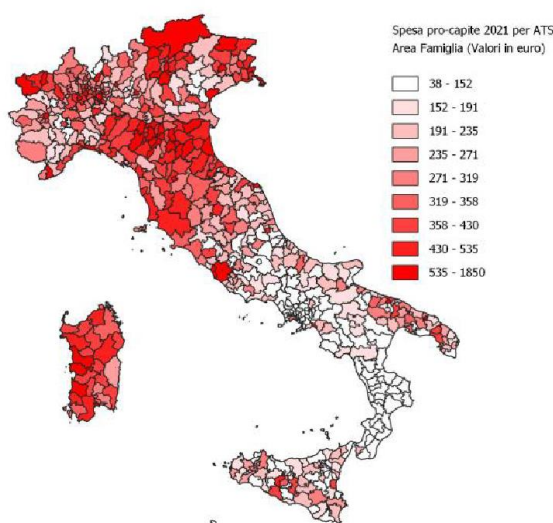 Spesa pro-capite 2021 per ATS
Area Famiglia (Valori in euro)
38 - 152
152 - 191
191 - 235
235 - 271
271 - 319
319 - 358
358 - 430
430 - 535
535 - 1850